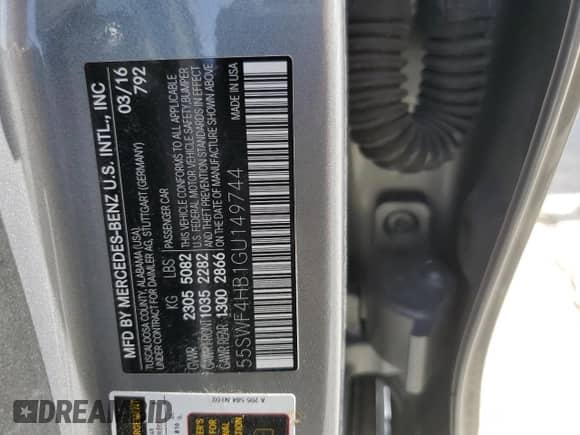 MFD BY MERCEDES-BENZ U.S. INTL., INC
TUSCALOOSA COUNTY, ALABAMA (USA)
UNDER CONTRACT FOR DAIMLER AG, STUTTGART (GERMANY)
03/16
792
KG LBS PASSENGER CAR
GVWR 2305 5082 THIS VEHICLE CONFORMS TO ALL APPLICABLE
U.S. FEDERAL MOTOR VEHICLE SAFETY, BUMPER
GAWR FRONT 1035 2282 AND THEFT PREVENTION STANDARDS IN EFFECT
GAWR REAR 1300 2866 ON THE DATE OF MANUFACTURE SHOWN ABOVE
55SWF4HB1GU149744 MADE IN USA
A 205 584
DREAMBID